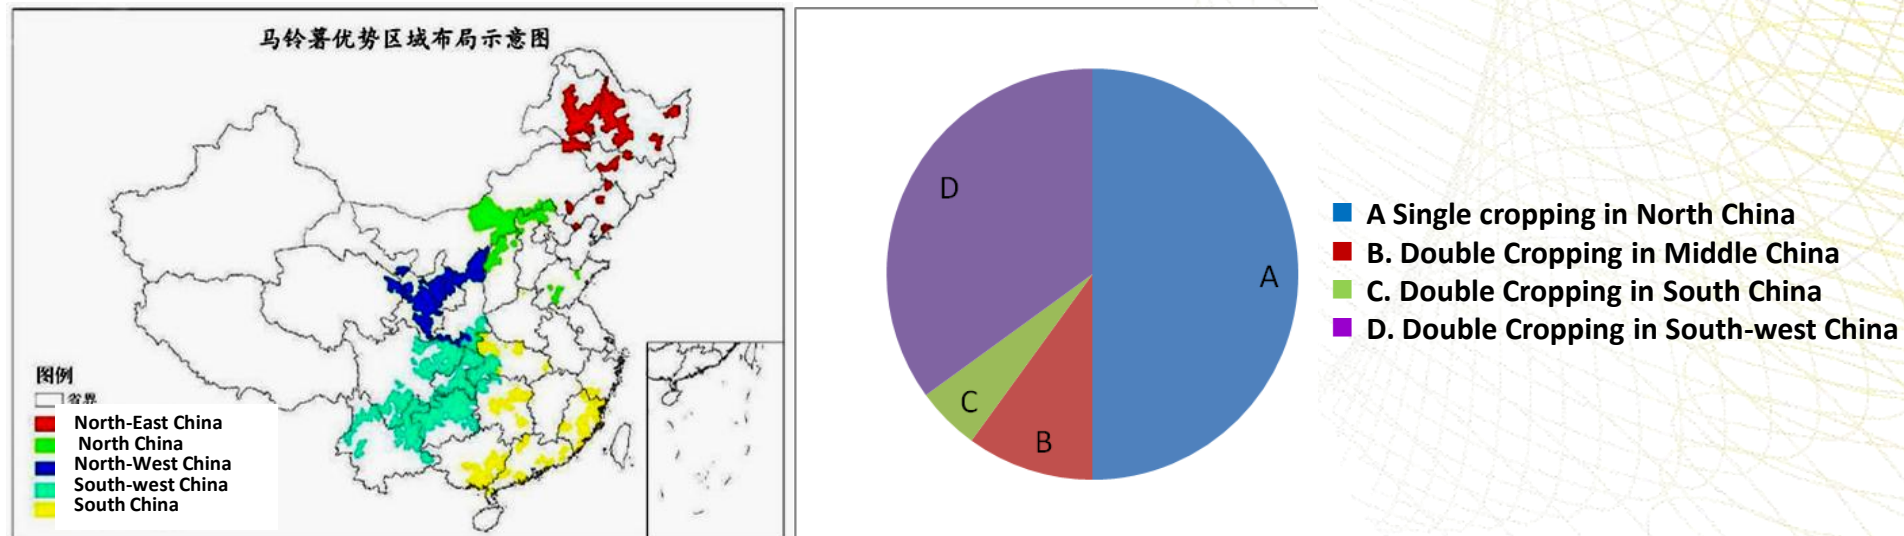 马铃薯优势区域布局示意图
图例
省界
North-East China
North China
North-West China
South-west China
South China
D
A
C
B
A Single cropping in North China
B. Double Cropping in Middle China
C. Double Cropping in South China
D. Double Cropping in South-west China